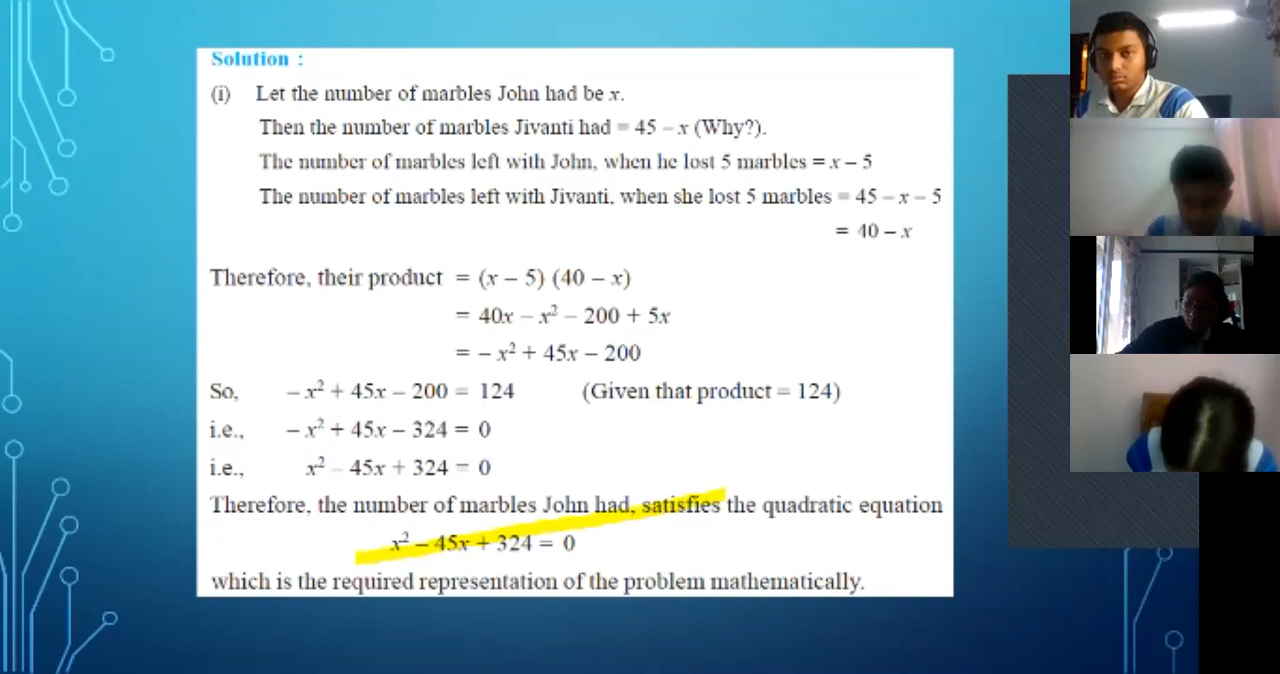 Solution :
(i) Let the number of marbles John had be x.
Then the number of marbles Jivanti had = 45 – x (Why?).
The number of marbles left with John, when he lost 5 marbles = x – 5
The number of marbles left with Jivanti, when she lost 5 marbles = 45 – x – 5
= 40 – x
Therefore, their product = (x – 5) (40 – x)
= 40x – x² – 200 + 5x
= – x² + 45x – 200
So, – x² + 45x – 200 = 124 (Given that product = 124)
i.e., – x² + 45x – 324 = 0
i.e., x² – 45x + 324 = 0
Therefore, the number of marbles John had, satisfies the quadratic equation
x² – 45x + 324 = 0
which is the required representation of the problem mathematically.